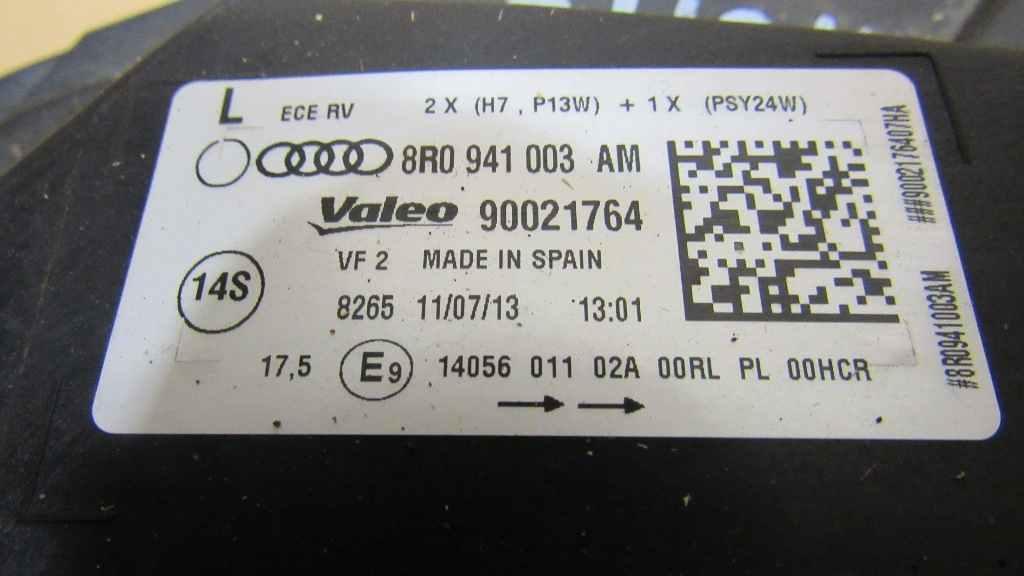 L ECE RV 2 X (H7 , P13W) + 1 X (PSY24W)
8R0 941 003 AM
Valeo 90021764
VF 2 MADE IN SPAIN
14S
8265 11/07/13 13:01
17,5 E9 14056 011 02A 00RL PL 00HCR
###9002176407HA
#8R0941003AM